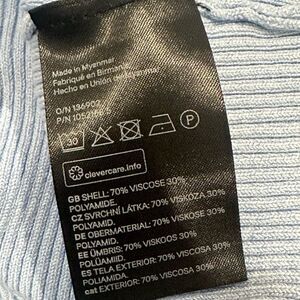 Made in Myanmar
Fabriqué en Birmanie
Hecho en Unión de Myanmar
O/N 136902
30
P
clevercare.info
GB SHELL: 70% VISCOSE 30%
POLYAMIDE.
CZ SVRCHNÍ LÁTKA: 70% VISKÓZA 30%
POLYAMID.
DE OBERMATERIAL: 70% VISKOSE 30%
POLYAMID.
EE ÜMBRIS: 70% VISKOOS 30%
POLÜAMIID.
ES TELA EXTERIOR: 70% VISCOSA 30%
POLIAMIDA.
cat EXTERIOR: 70% VISCOSA 30%